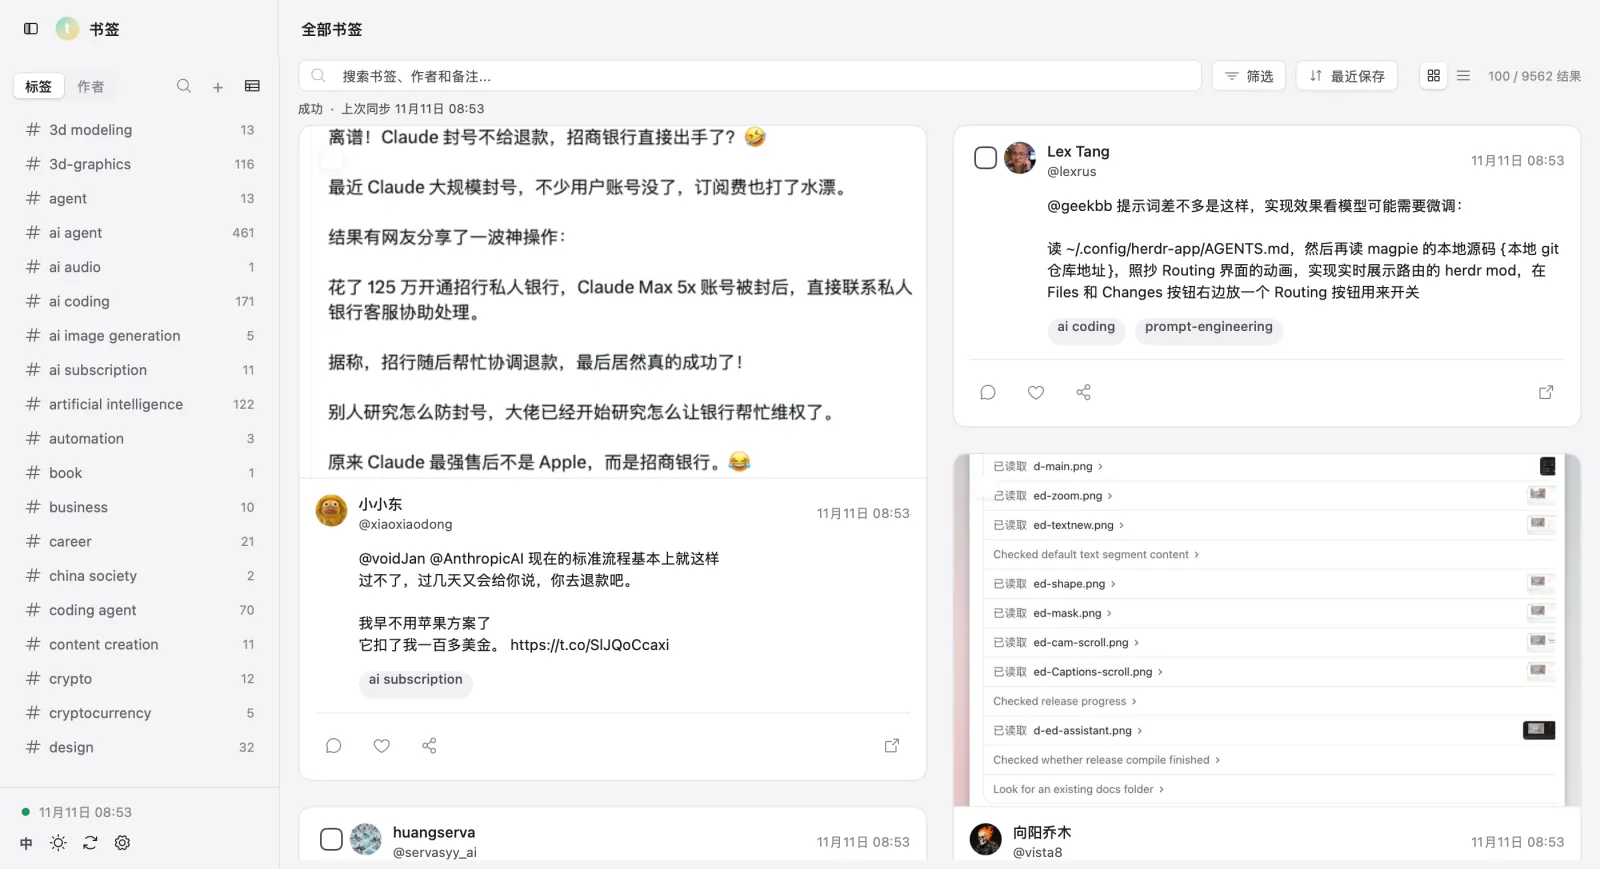 t 书签
标签 作者
3d modeling 13
3d-graphics 116
agent 13
ai agent 461
ai audio 1
ai coding 171
ai image generation 5
ai subscription 11
artificial intelligence 122
automation 3
book 1
business 10
career 21
china society 2
coding agent 70
content creation 11
crypto 12
cryptocurrency 5
design 32
11月11日 08:53
中
全部书签
搜索书签、作者和备注...
筛选
最近保存
100 / 9562 结果
成功 · 上次同步 11月11日 08:53
离谱！Claude 封号不给退款，招商银行直接出手了？🤣
最近 Claude 大规模封号，不少用户账号没了，订阅费也打了水漂。
结果有网友分享了一波神操作：
花了 125 万开通招行私人银行，Claude Max 5x 账号被封后，直接联系私人
银行客服协助处理。
据称，招行随后帮忙协调退款，最后居然真的成功了！
别人研究怎么防封号，大佬已经开始研究怎么让银行帮忙维权了。
原来 Claude 最强售后不是 Apple，而是招商银行。😂
小小东
@xiaoxiaodong
11月11日 08:53
@voidJan @AnthropicAI 现在的标准流程基本上就这样
过不了，过几天又会给你说，你去退款吧。
我早不用苹果方案了
它扣了我一百多美金。 https://t.co/SlJQoCcaxi
ai subscription
huangserva
@servasyy_ai
11月11日 08:53
Lex Tang
@lexrus
11月11日 08:53
@geekbb 提示词差不多是这样，实现效果看模型可能需要微调：
读 ~/.config/herdr-app/AGENTS.md，然后再读 magpie 的本地源码 {本地 git
仓库地址}，照抄 Routing 界面的动画，实现实时展示路由的 herdr mod，在
Files 和 Changes 按钮右边放一个 Routing 按钮用来开关
ai coding prompt-engineering
已读取 d-main.png >
已读取 ed-zoom.png >
已读取 ed-textnew.png >
Checked default text segment content >
已读取 ed-shape.png >
已读取 ed-mask.png >
已读取 ed-cam-scroll.png >
已读取 ed-Captions-scroll.png >
Checked release progress >
已读取 d-ed-assistant.png >
Checked whether release compile finished >
Look for an existing docs folder >
向阳乔木
@vista8
11月11日 08:53